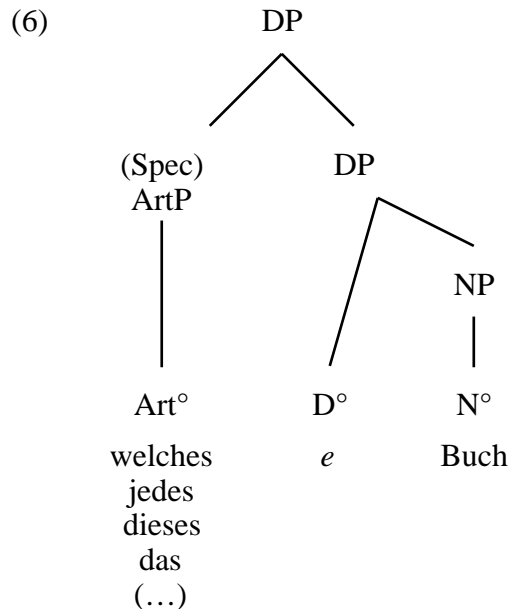 (6) DP
(Spec) DP
ArtP
NP
Art° D° N°
welches e Buch
jedes
dieses
das
(…)